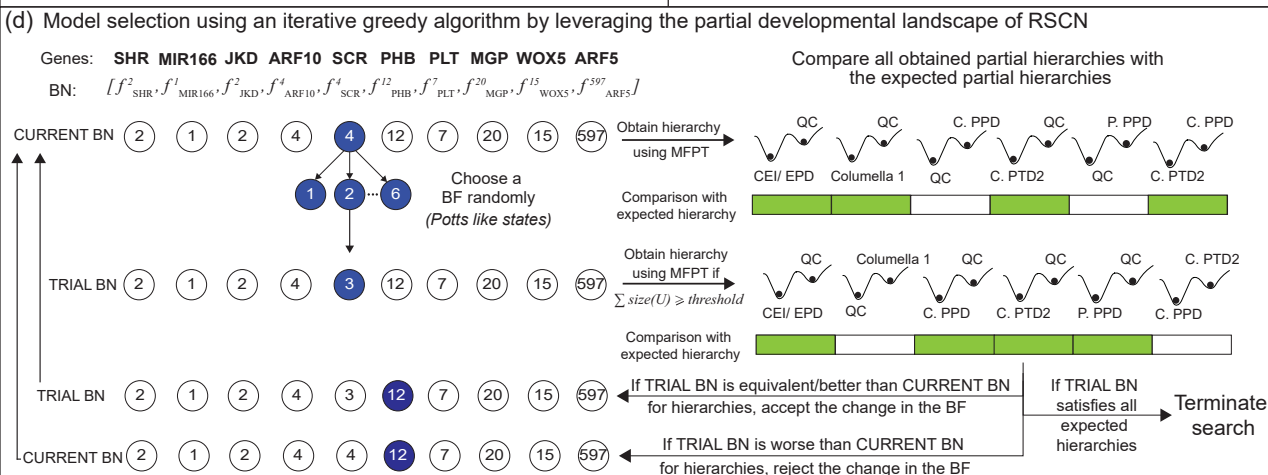 (d) Model selection using an iterative greedy algorithm by leveraging the partial developmental landscape of RSCN
Genes: SHR MIR166 JKD ARF10 SCR PHB PLT MGP WOX5 ARF5
BN: [f²SHR, f¹MIR166, f²JKD, f⁴ARF10, f⁴SCR, f¹²PHB, f⁷PLT, f²⁰MGP, f¹⁵WOX5, f⁵⁹⁷ARF5]
Compare all obtained partial hierarchies with
the expected partial hierarchies
CURRENT BN 2 1 2 4 4 12 7 20 15 597
Obtain hierarchy
using MFPT
QC QC C. PPD QC P. PPD C. PPD
CEI/ EPD Columella 1 QC C. PTD2 QC C. PTD2
1 2 ... 6
Choose a
BF randomly
(Potts like states)
Comparison with
expected hierarchy
TRIAL BN 2 1 2 4 3 12 7 20 15 597
Obtain hierarchy
using MFPT if
∑ size(U) ⩾ threshold
QC Columella 1 QC QC QC C. PTD2
CEI/ EPD QC C. PPD C. PTD2 P. PPD C. PPD
Comparison with
expected hierarchy
TRIAL BN 2 1 2 4 3 12 7 20 15 597
If TRIAL BN is equivalent/better than CURRENT BN
for hierarchies, accept the change in the BF
If TRIAL BN
satisfies all
expected
hierarchies
Terminate
search
CURRENT BN 2 1 2 4 4 12 7 20 15 597
If TRIAL BN is worse than CURRENT BN
for hierarchies, reject the change in the BF